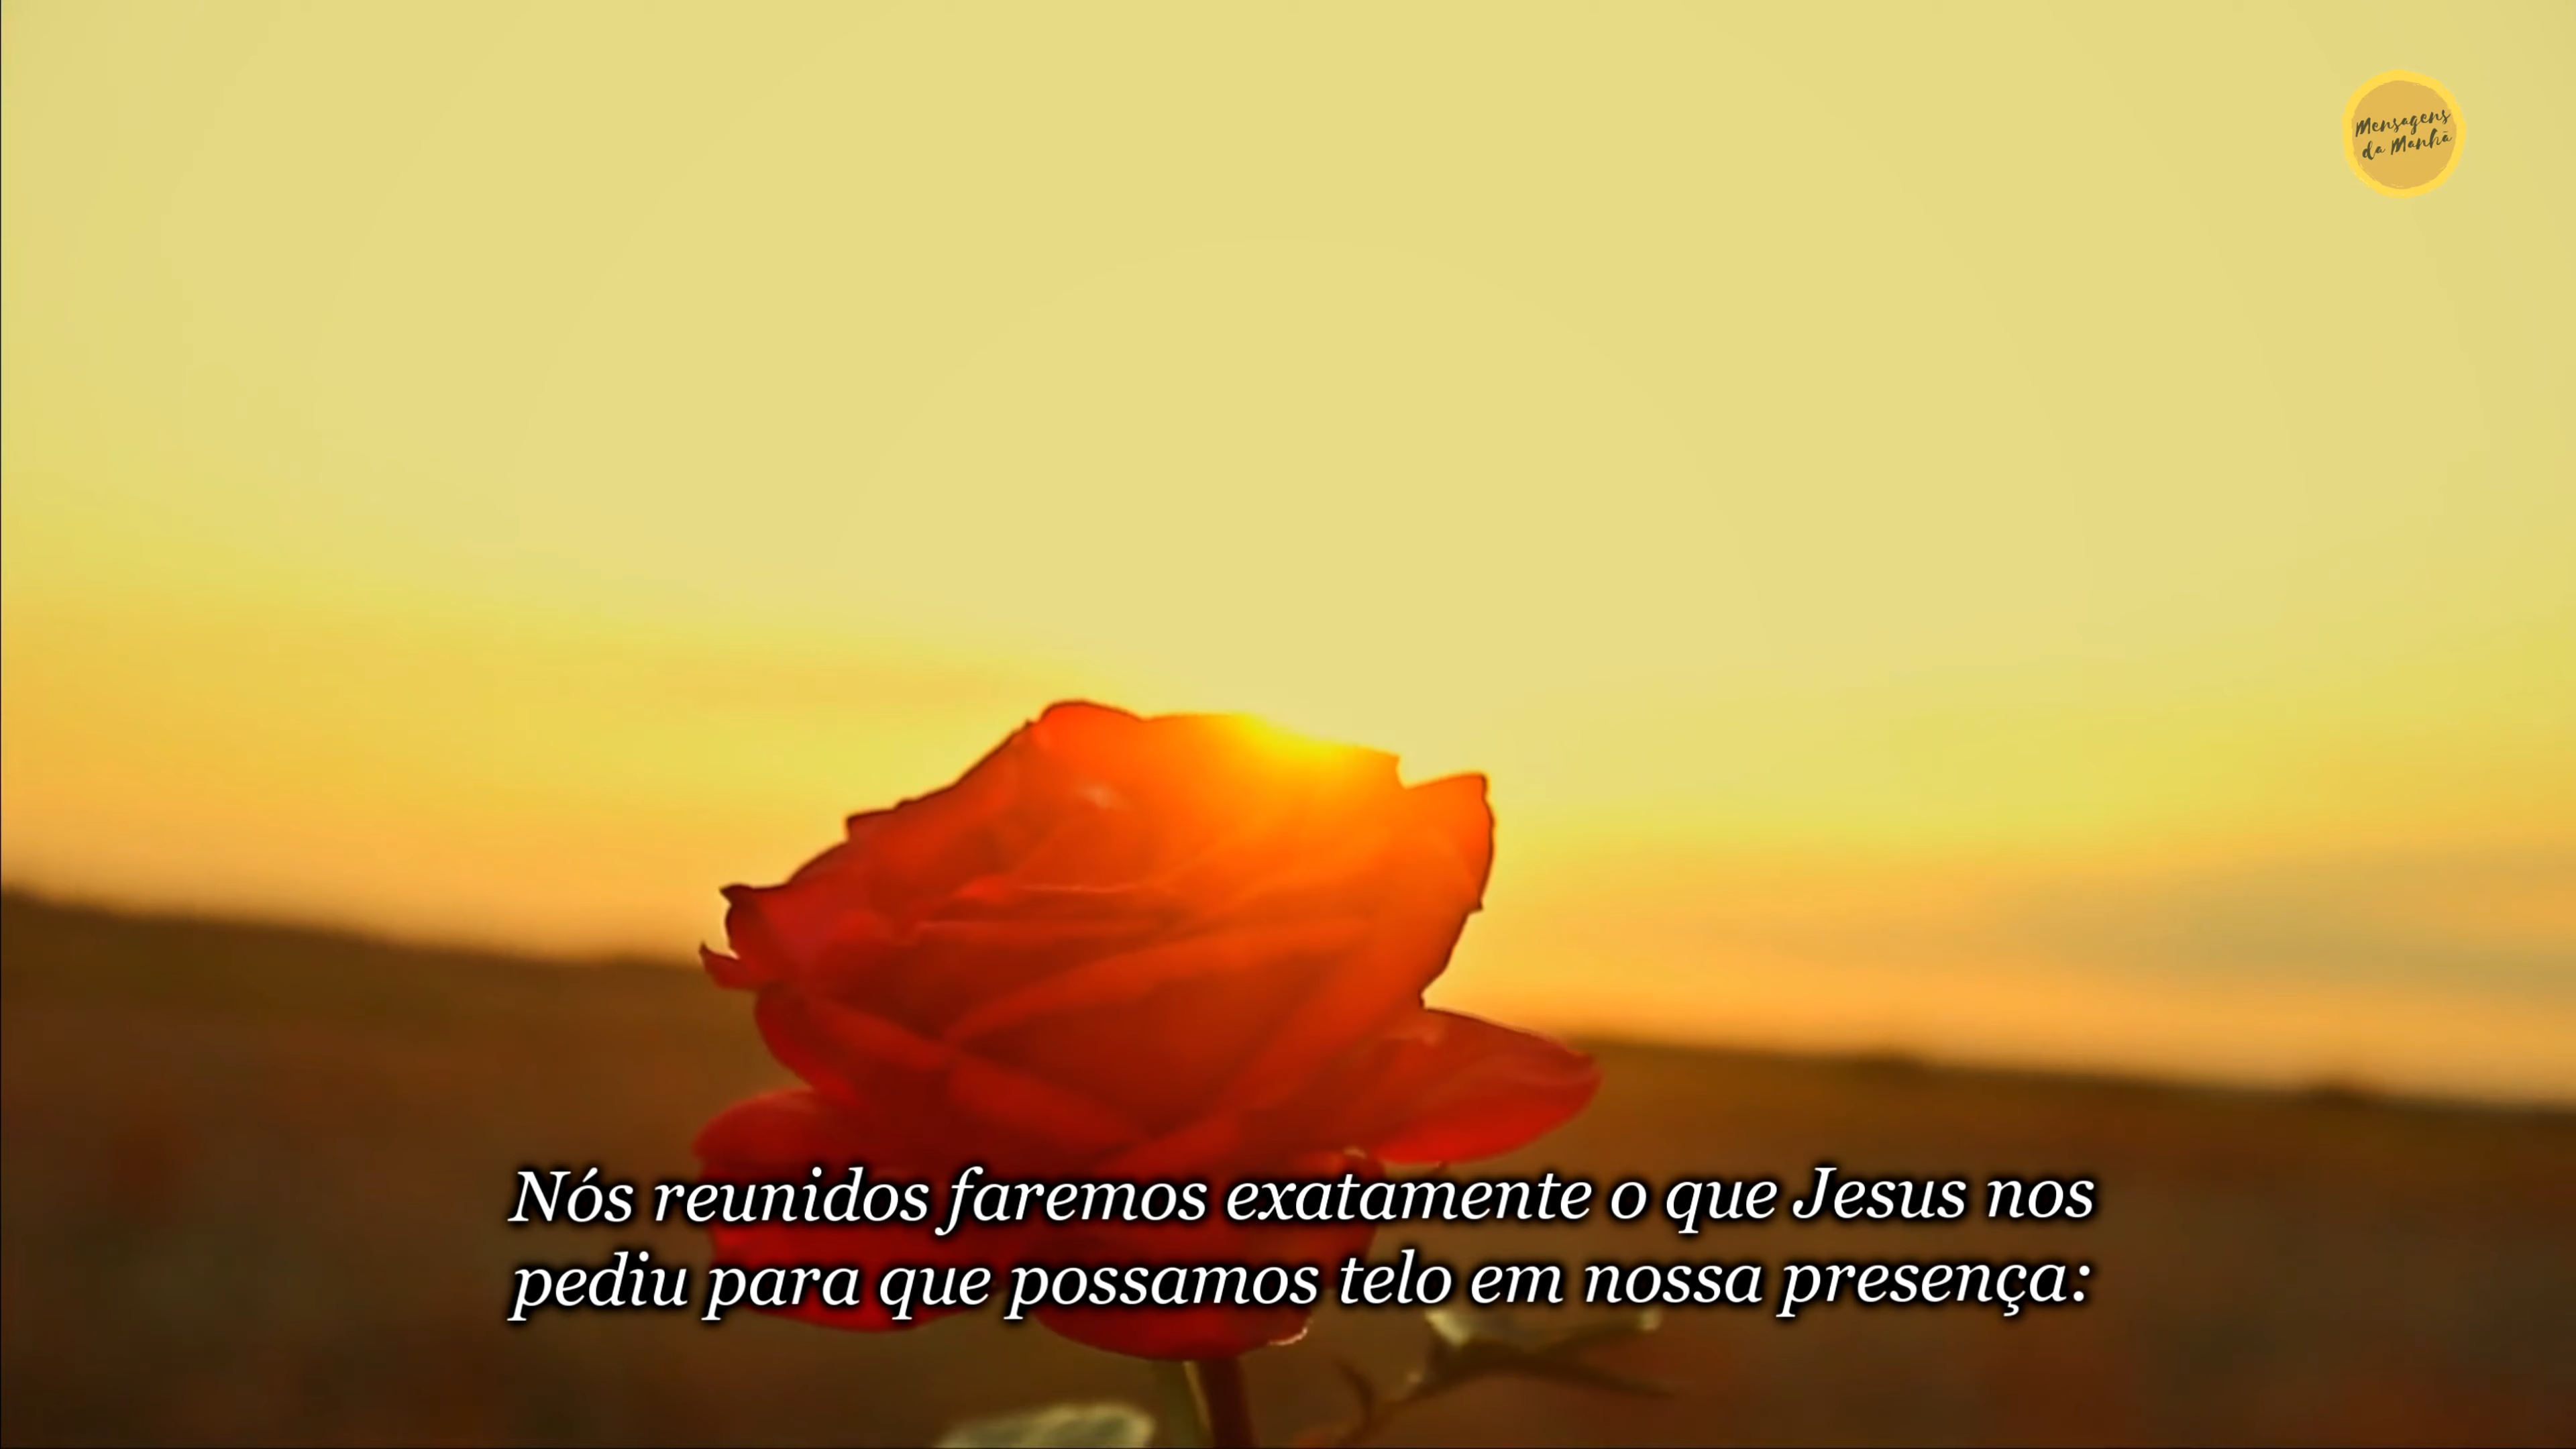 Mensagens
da Manhã
Nós reunidos faremos exatamente o que Jesus nos
pediu para que possamos telo em nossa presença: